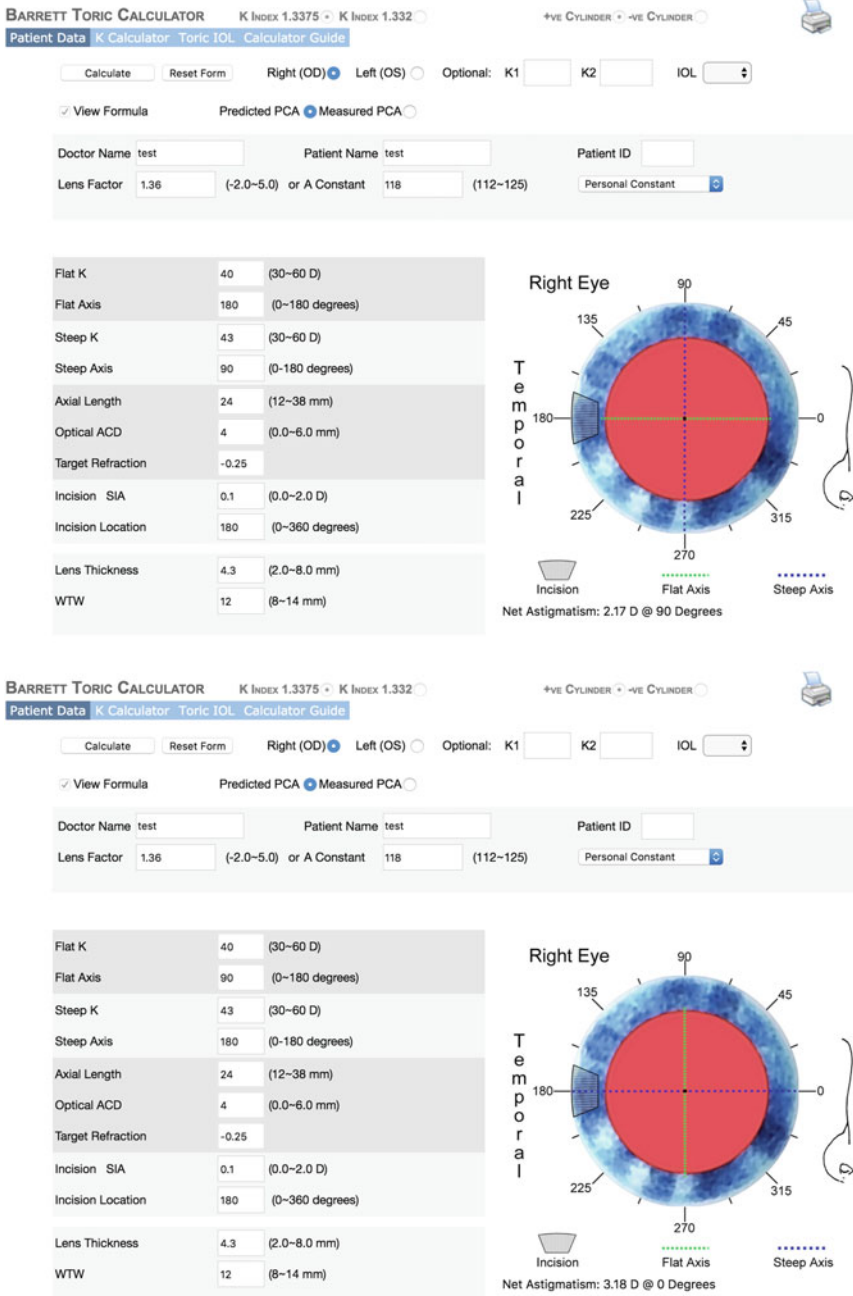 BARRETT TORIC CALCULATOR K INDEX 1.3375 K INDEX 1.332 +VE CYLINDER -VE CYLINDER
Patient Data K Calculator Toric IOL Calculator Guide
Calculate Reset Form Right (OD) Left (OS) Optional: K1 K2 IOL
View Formula Predicted PCA Measured PCA
Doctor Name test Patient Name test Patient ID
Lens Factor 1.36 (-2.0~5.0) or A Constant 118 (112~125) Personal Constant
Flat K 40 (30~60 D)
Flat Axis 180 (0~180 degrees)
Steep K 43 (30~60 D)
Steep Axis 90 (0-180 degrees)
Axial Length 24 (12~38 mm)
Optical ACD 4 (0.0~6.0 mm)
Target Refraction -0.25
Incision SIA 0.1 (0.0~2.0 D)
Incision Location 180 (0~360 degrees)
Lens Thickness 4.3 (2.0~8.0 mm)
WTW 12 (8~14 mm)
Right Eye
90
135 45
Temporal
180 0
225 315
270
Incision Flat Axis Steep Axis
Net Astigmatism: 2.17 D @ 90 Degrees
BARRETT TORIC CALCULATOR K INDEX 1.3375 K INDEX 1.332 +VE CYLINDER -VE CYLINDER
Patient Data K Calculator Toric IOL Calculator Guide
Calculate Reset Form Right (OD) Left (OS) Optional: K1 K2 IOL
View Formula Predicted PCA Measured PCA
Doctor Name test Patient Name test Patient ID
Lens Factor 1.36 (-2.0~5.0) or A Constant 118 (112~125) Personal Constant
Flat K 40 (30~60 D)
Flat Axis 90 (0~180 degrees)
Steep K 43 (30~60 D)
Steep Axis 180 (0-180 degrees)
Axial Length 24 (12~38 mm)
Optical ACD 4 (0.0~6.0 mm)
Target Refraction -0.25
Incision SIA 0.1 (0.0~2.0 D)
Incision Location 180 (0~360 degrees)
Lens Thickness 4.3 (2.0~8.0 mm)
WTW 12 (8~14 mm)
Right Eye
90
135 45
Temporal
180 0
225 315
270
Incision Flat Axis Steep Axis
Net Astigmatism: 3.18 D @ 0 Degrees